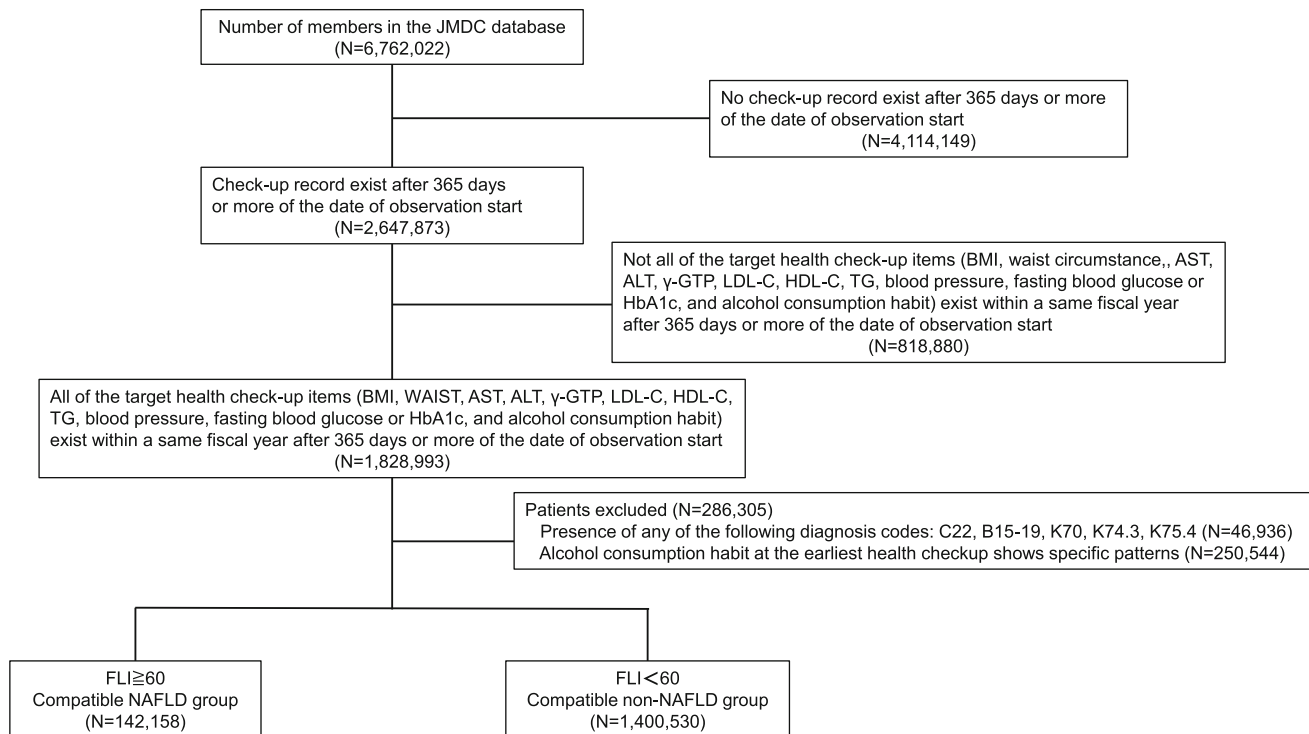 Number of members in the JMDC database
(N=6,762,022)
No check-up record exist after 365 days or more
of the date of observation start
(N=4,114,149)
Check-up record exist after 365 days
or more of the date of observation start
(N=2,647,873)
Not all of the target health check-up items (BMI, waist circumstance,, AST,
ALT, γ-GTP, LDL-C, HDL-C, TG, blood pressure, fasting blood glucose or
HbA1c, and alcohol consumption habit) exist within a same fiscal year
after 365 days or more of the date of observation start
(N=818,880)
All of the target health check-up items (BMI, WAIST, AST, ALT, γ-GTP, LDL-C, HDL-C,
TG, blood pressure, fasting blood glucose or HbA1c, and alcohol consumption habit)
exist within a same fiscal year after 365 days or more of the date of observation start
(N=1,828,993)
Patients excluded (N=286,305)
Presence of any of the following diagnosis codes: C22, B15-19, K70, K74.3, K75.4 (N=46,936)
Alcohol consumption habit at the earliest health checkup shows specific patterns (N=250,544)
FLI≧60
Compatible NAFLD group
(N=142,158)
FLI<60
Compatible non-NAFLD group
(N=1,400,530)